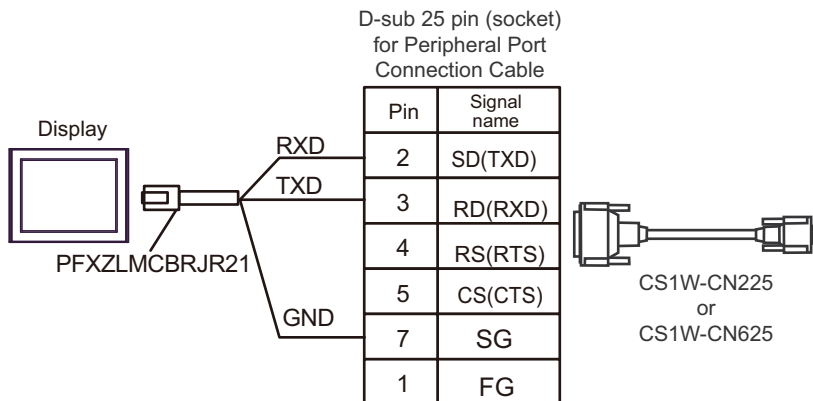 D-sub 25 pin (socket)
for Peripheral Port
Connection Cable
Display
PFXZLMCBRJR21
RXD
TXD
GND
Pin Signal name
2 SD(TXD)
3 RD(RXD)
4 RS(RTS)
5 CS(CTS)
7 SG
1 FG
CS1W-CN225
or
CS1W-CN625